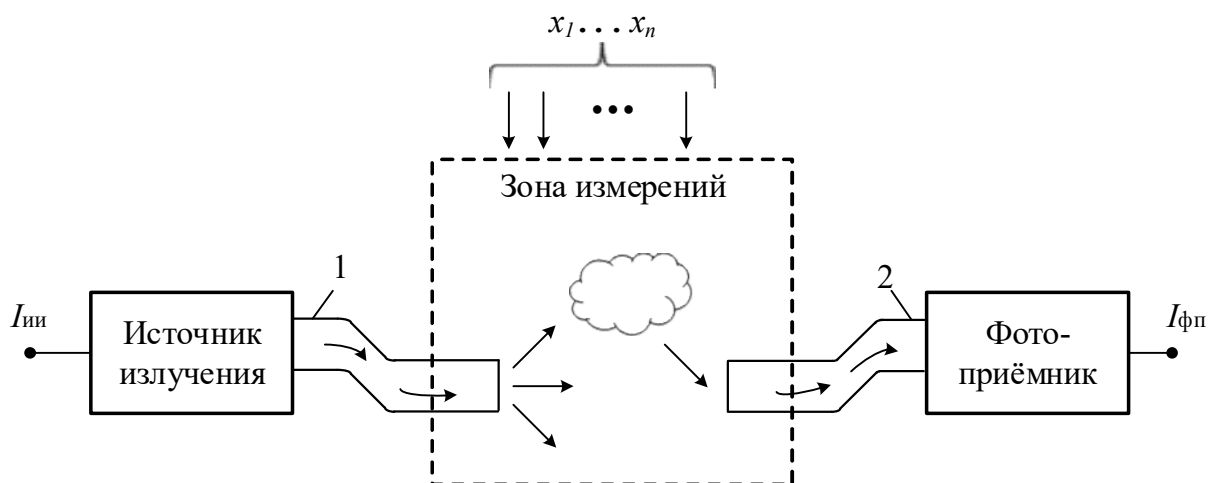 x1 . . . xn
Зона измерений
1
2
Iии
Источник
излучения
Фото-
приёмник
Iфп